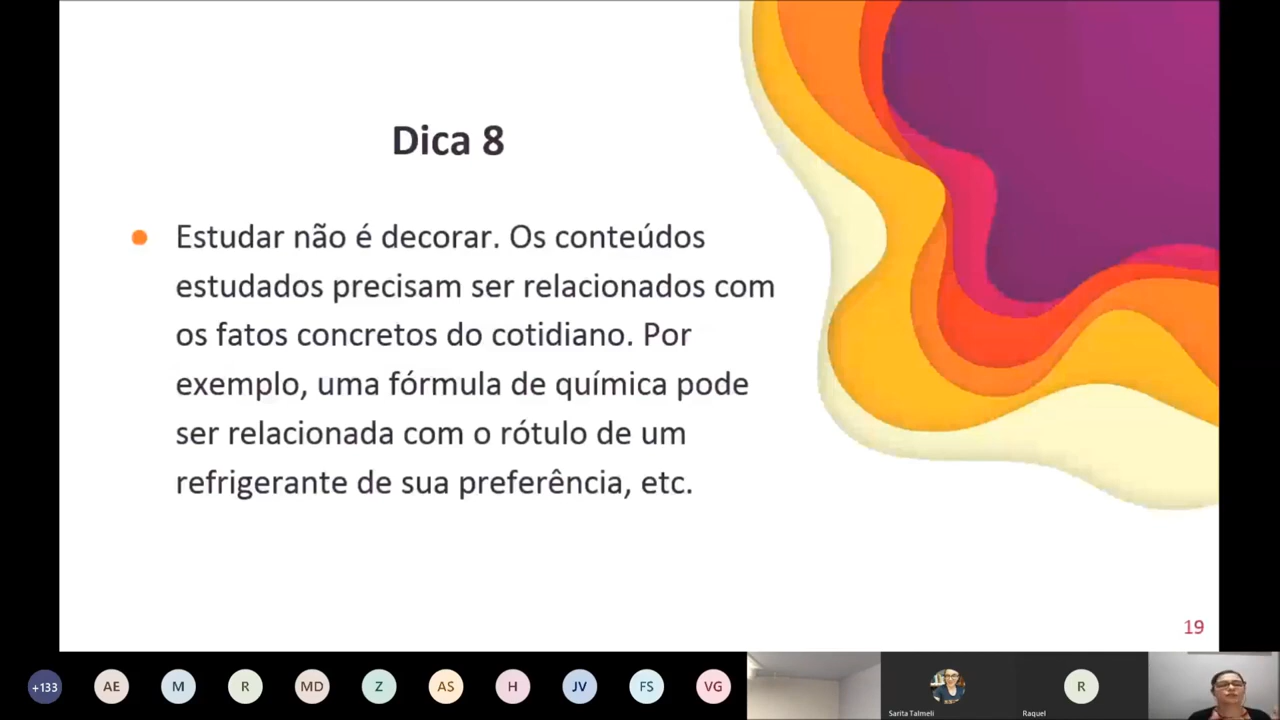 Dica 8
Estudar não é decorar. Os conteúdos
estudados precisam ser relacionados com
os fatos concretos do cotidiano. Por
exemplo, uma fórmula de química pode
ser relacionada com o rótulo de um
refrigerante de sua preferência, etc.
19
+133 AE M R MD Z AS H JV FS VG R
Sarita Talmeli Raquel